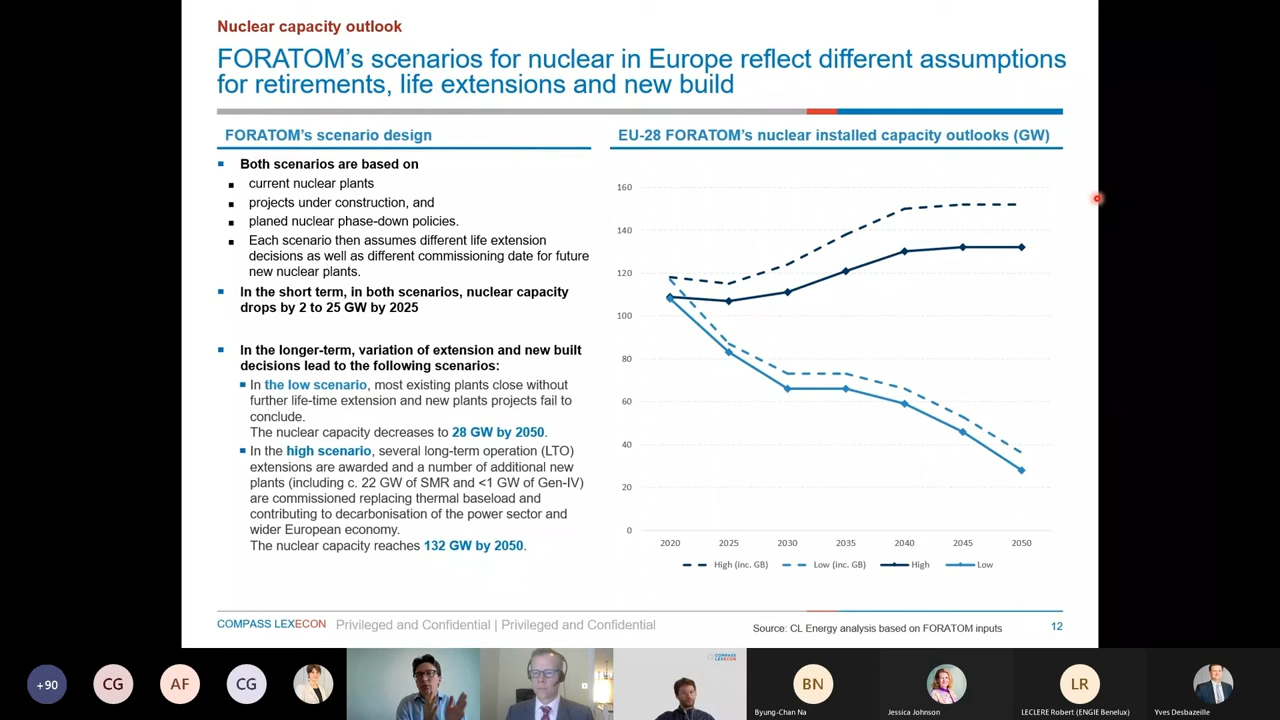 Nuclear capacity outlook
FORATOM's scenarios for nuclear in Europe reflect different assumptions
for retirements, life extensions and new build
FORATOM's scenario design
Both scenarios are based on
current nuclear plants
projects under construction, and
planed nuclear phase-down policies.
Each scenario then assumes different life extension
decisions as well as different commissioning date for future
new nuclear plants.
In the short term, in both scenarios, nuclear capacity
drops by 2 to 25 GW by 2025
In the longer-term, variation of extension and new built
decisions lead to the following scenarios:
In the low scenario, most existing plants close without
further life-time extension and new plants projects fail to
conclude.
The nuclear capacity decreases to 28 GW by 2050.
In the high scenario, several long-term operation (LTO)
extensions are awarded and a number of additional new
plants (including c. 22 GW of SMR and <1 GW of Gen-IV)
are commissioned replacing thermal baseload and
contributing to decarbonisation of the power sector and
wider European economy.
The nuclear capacity reaches 132 GW by 2050.
EU-28 FORATOM's nuclear installed capacity outlooks (GW)
160
140
120
100
80
60
40
20
0
2020 2025 2030 2035 2040 2045 2050
High (inc. GB) Low (inc. GB) High Low
COMPASS LEXECON Privileged and Confidential | Privileged and Confidential
Source: CL Energy analysis based on FORATOM inputs
12
+90
CG
AF
CG
COMPASS
LEXECON
BN
Byung-Chan Na
Jessica Johnson
LR
LECLERE Robert (ENGIE Benelux)
Yves Desbazeille